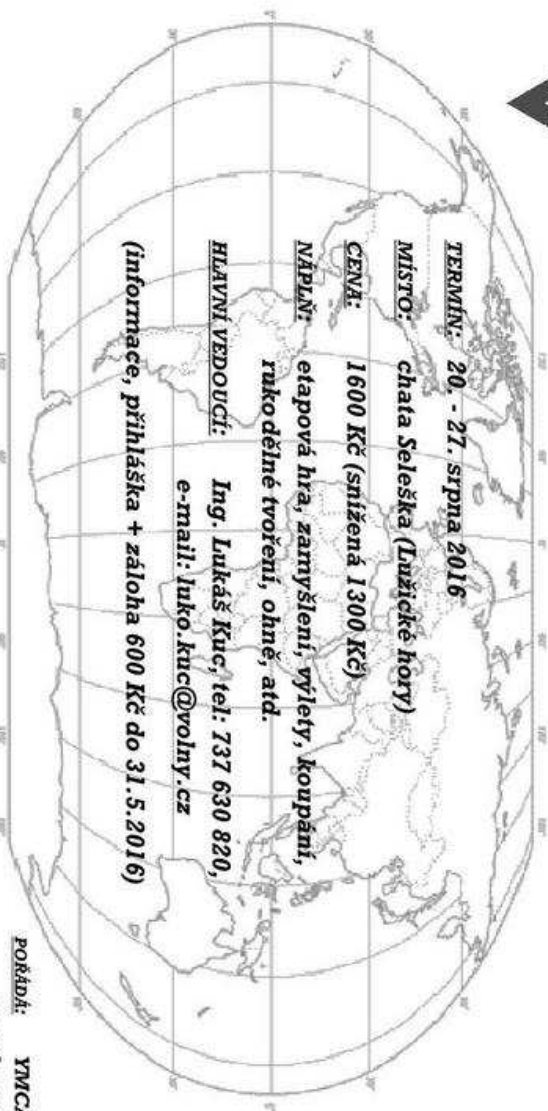 TERMÍN: 20. - 27. srpna 2016
MÍSTO: chata Seleška (Lužické hory)
CENA: 1600 Kč (snížená 1300 Kč)
NÁPLŇ: etapová hra, zamyšlení, výlety, koupání,
rukodělné tvoření, ohně, atd.
HLAVNÍ VEDOUCÍ: Ing. Lukáš Kuc, tel: 737 630 820,
e-mail: luko.kuc@volny.cz
(informace, přihláška + záloha 600 Kč do 31.5.2016)
POŘÁDÁ: YMCA